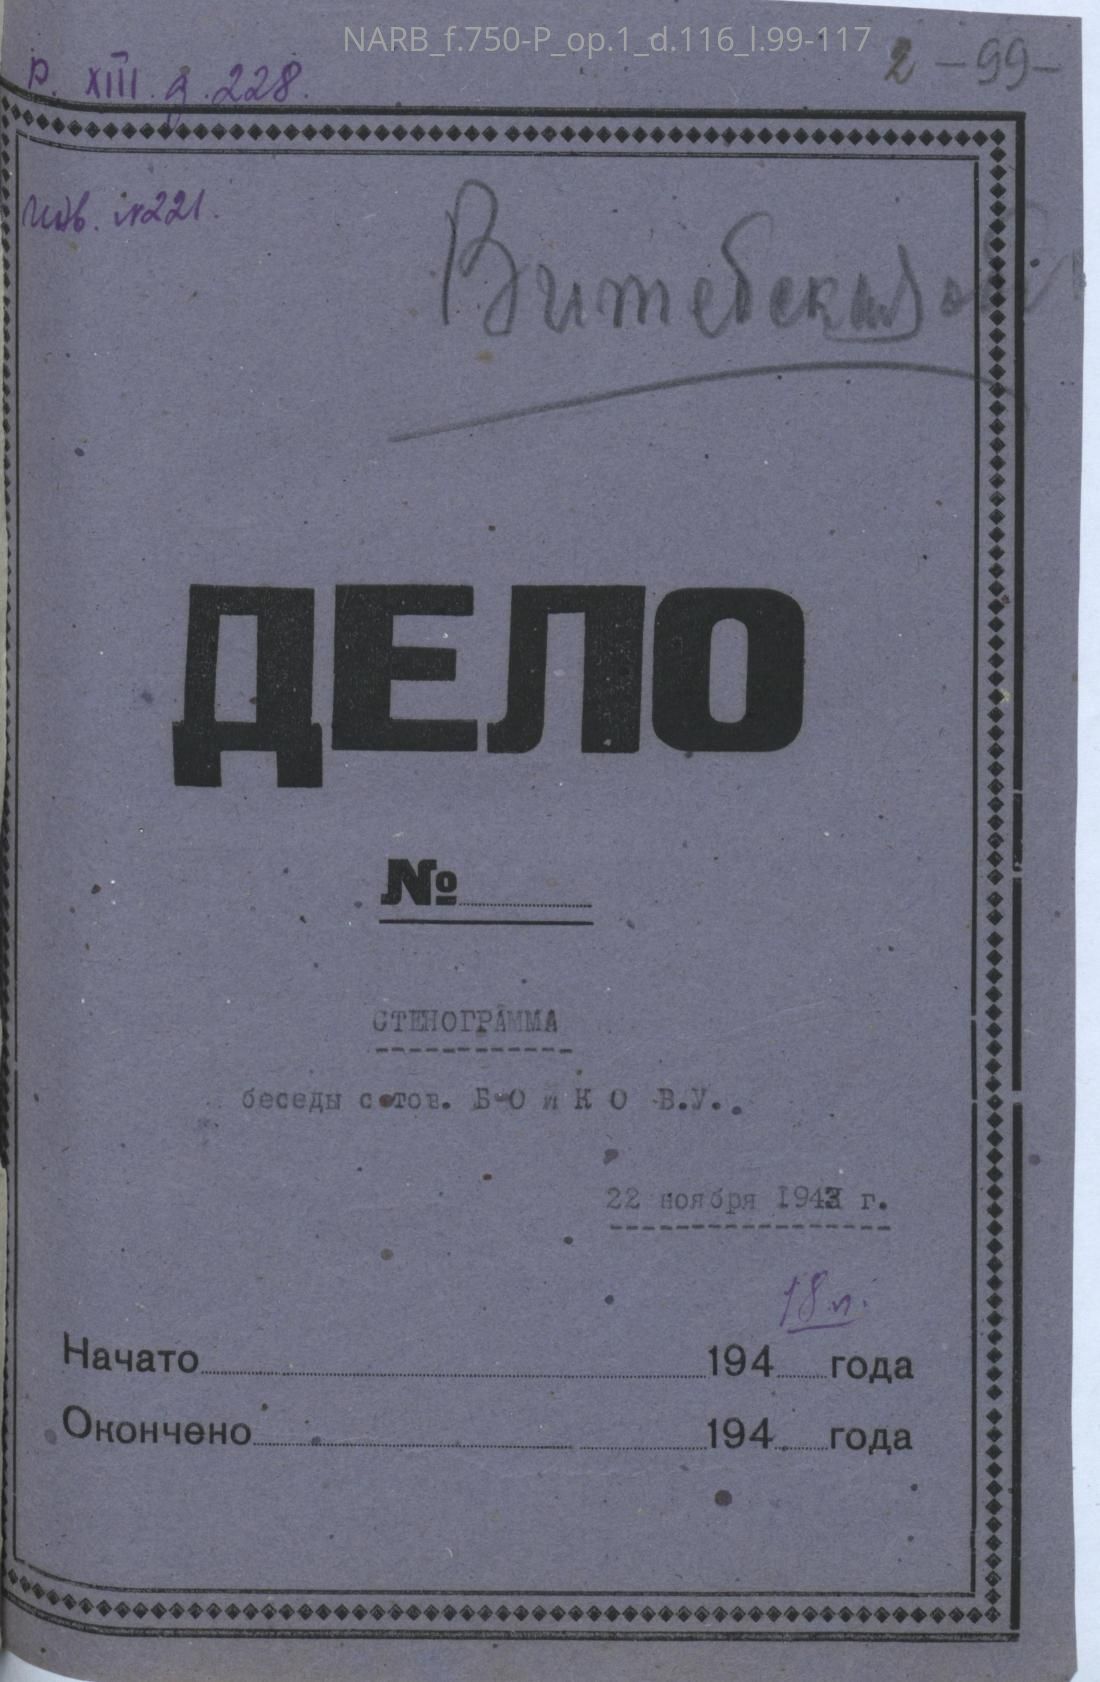 NARB_f.750-P_op.1_d.116_l.99-117
р. XIII. д. 228.
2 -99-
инв. №221.
Витебская
ДЕЛО
№
СТЕНОГРАММА
беседы с тов. Б О Й К О В.У..
22 ноября 1943 г.
18 л.
Начато 194 года
Окончено 194 года